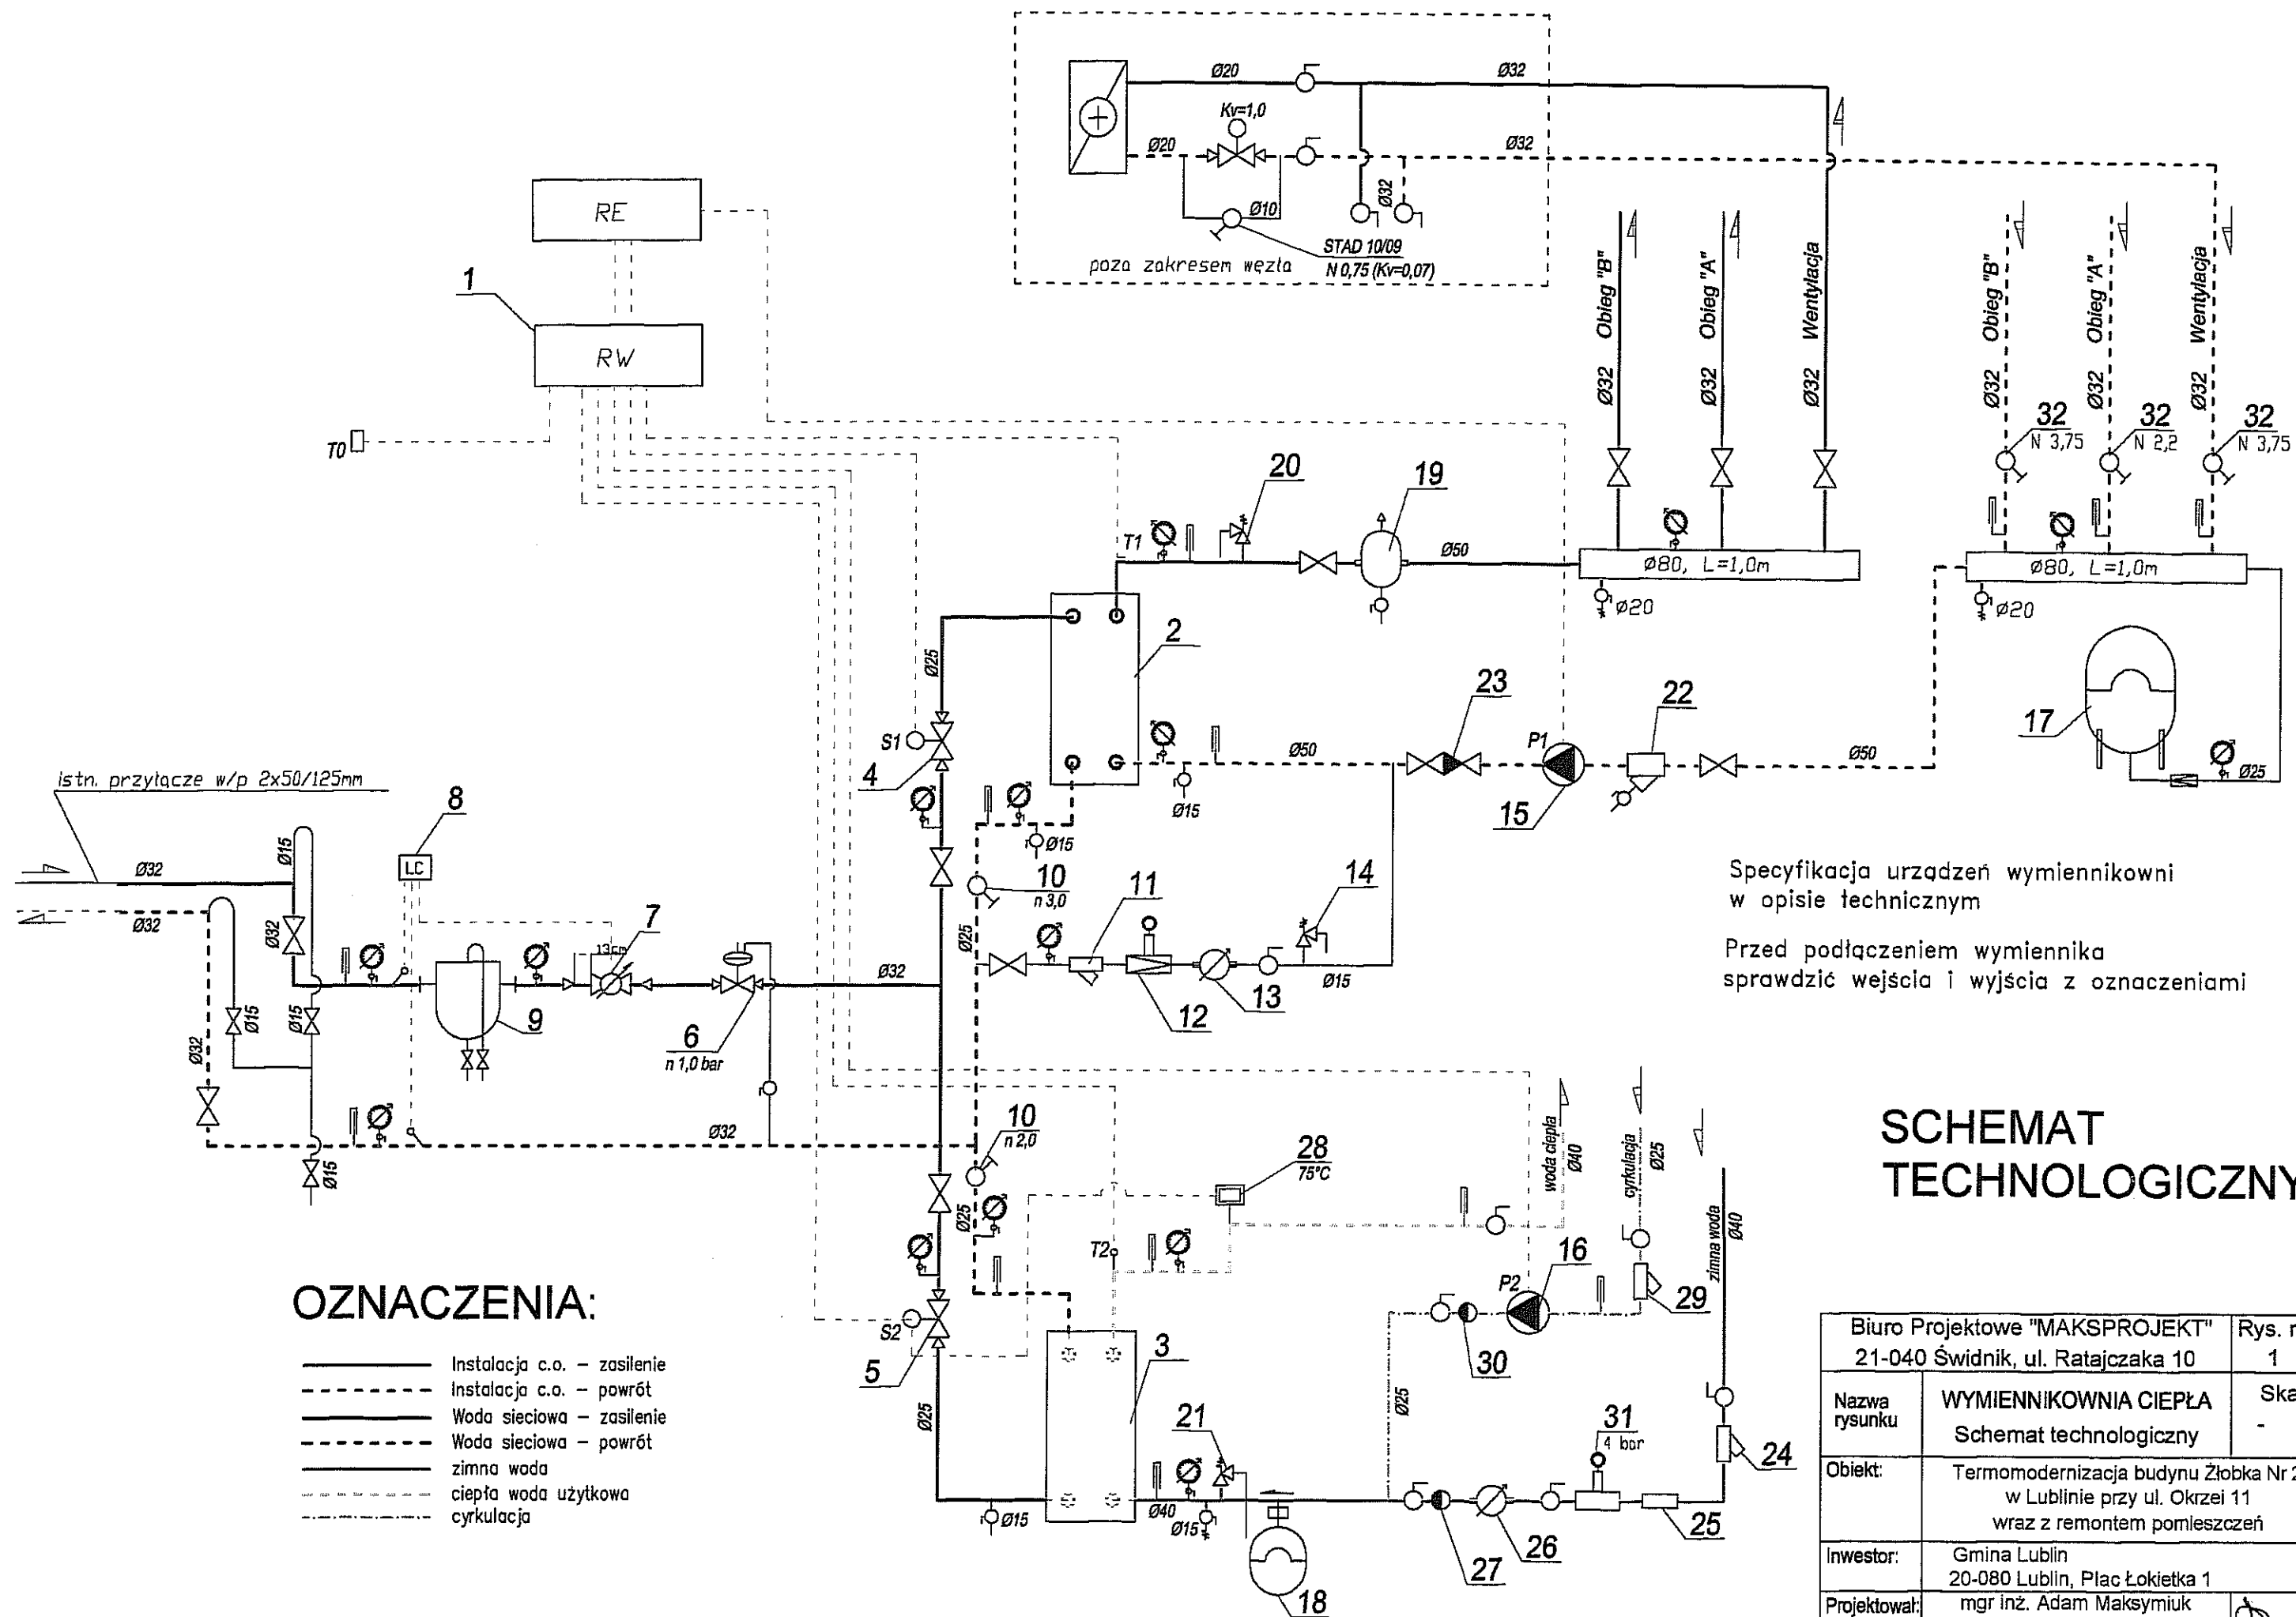 Ø20
Ø32
Kv=1,0
Ø20
Ø32
Ø32
Ø10
STAD 10/09
N 0,75 (Kv=0,07)
poza zakresem węzła
RE
1
RW
T0
Ø32 Obieg "B"
Ø32 Obieg "A"
Ø32 Wentylacja
Ø32 Obieg "B"
Ø32 Obieg "A"
Ø32 Wentylacja
32
N 3,75
32
N 2,2
32
N 3,75
20
19
T1
Ø50
Ø80, L=1,0m
Ø20
Ø80, L=1,0m
Ø20
2
Ø25
S1
4
23
P1
22
Ø50
Ø50
15
Ø15
17
Ø25
istn. przyłącze w/p 2x50/125mm
8
LC
Ø15
Ø32
Ø32
Ø32
7
13cm
9
6
n 1,0 bar
Ø32
Ø15
Ø15
Ø32
Ø15
Ø32
Ø15
10
n 3,0
Ø25
11
12
13
14
Ø15
Specyfikacja urządzeń wymiennikowni
w opisie technicznym
Przed podłączeniem wymiennika
sprawdzić wejścia i wyjścia z oznaczeniami
10
n 2,0
28
75°C
Ø25
T2
woda ciepła
Ø40
cyrkulacja
Ø25
zimna woda
Ø40
P2
16
29
30
S2
5
3
Ø25
Ø25
21
31
4 bar
24
Ø15
Ø40
Ø15
18
27
26
25
SCHEMAT
TECHNOLOGICZNY
OZNACZENIA:
Instalacja c.o. – zasilenie
Instalacja c.o. – powrót
Woda sieciowa – zasilenie
Woda sieciowa – powrót
zimna woda
ciepła woda użytkowa
cyrkulacja
Biuro Projektowe "MAKSPROJEKT"
21-040 Świdnik, ul. Ratajczaka 10
Rys. n
1
Nazwa
rysunku
WYMIENNIKOWNIA CIEPŁA
Schemat technologiczny
Ska
-
Obiekt:
Termomodernizacja budynu Żłobka Nr 2
w Lublinie przy ul. Okrzei 11
wraz z remontem pomieszczeń
Inwestor:
Gmina Lublin
20-080 Lublin, Plac Łokietka 1
Projektował:
mgr inż. Adam Maksymiuk